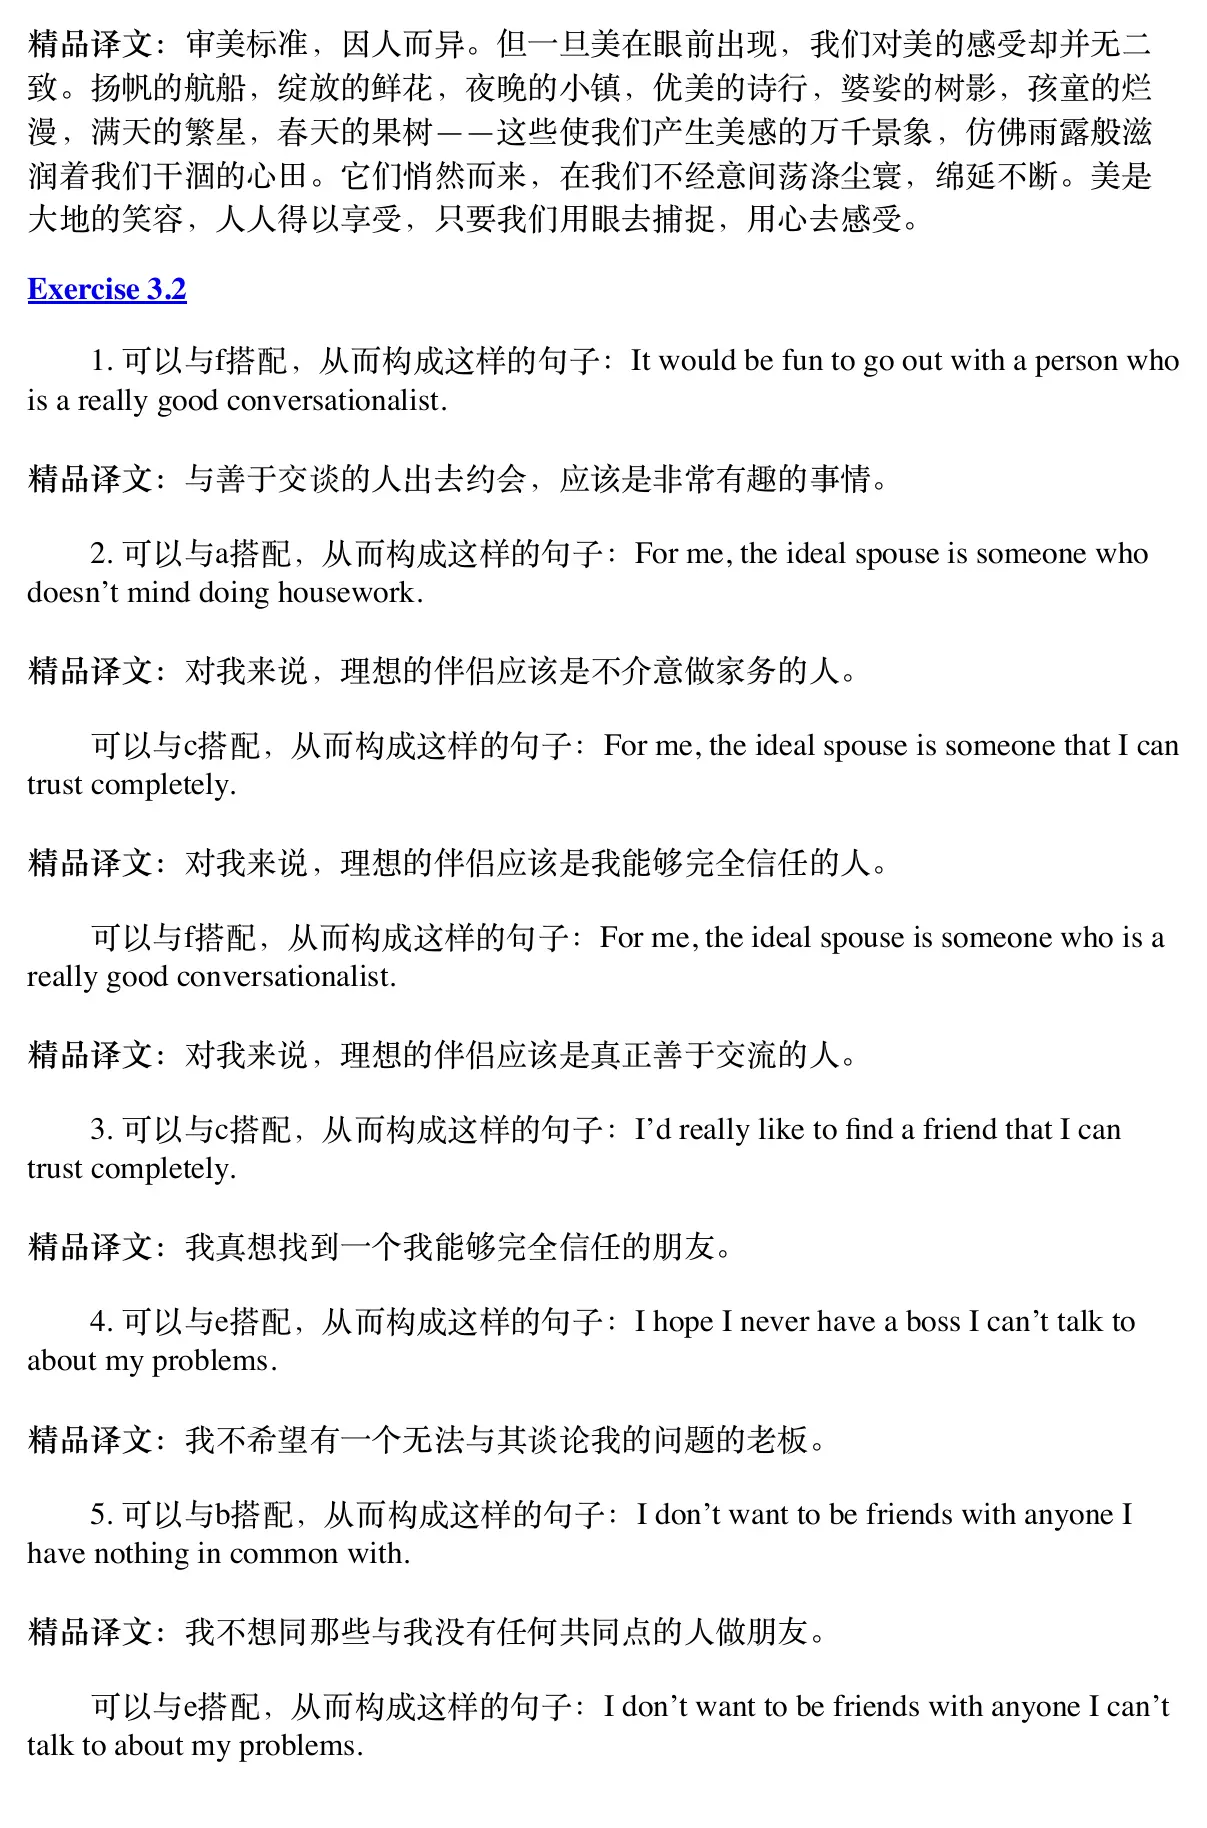 精品译文：审美标准，因人而异。但一旦美在眼前出现，我们对美的感受却并无二
致。扬帆的航船，绽放的鲜花，夜晚的小镇，优美的诗行，婆娑的树影，孩童的烂
漫，满天的繁星，春天的果树——这些使我们产生美感的万千景象，仿佛雨露般滋
润着我们干涸的心田。它们悄然而来，在我们不经意间荡涤尘寰，绵延不断。美是
大地的笑容，人人得以享受，只要我们用眼去捕捉，用心去感受。
Exercise 3.2
1. 可以与f搭配，从而构成这样的句子：It would be fun to go out with a person who
is a really good conversationalist.
精品译文：与善于交谈的人出去约会，应该是非常有趣的事情。
2. 可以与a搭配，从而构成这样的句子：For me, the ideal spouse is someone who
doesn’t mind doing housework.
精品译文：对我来说，理想的伴侣应该是不介意做家务的人。
可以与c搭配，从而构成这样的句子：For me, the ideal spouse is someone that I can
trust completely.
精品译文：对我来说，理想的伴侣应该是我能够完全信任的人。
可以与f搭配，从而构成这样的句子：For me, the ideal spouse is someone who is a
really good conversationalist.
精品译文：对我来说，理想的伴侣应该是真正善于交流的人。
3. 可以与c搭配，从而构成这样的句子：I’d really like to find a friend that I can
trust completely.
精品译文：我真想找到一个我能够完全信任的朋友。
4. 可以与e搭配，从而构成这样的句子：I hope I never have a boss I can’t talk to
about my problems.
精品译文：我不希望有一个无法与其谈论我的问题的老板。
5. 可以与b搭配，从而构成这样的句子：I don’t want to be friends with anyone I
have nothing in common with.
精品译文：我不想同那些与我没有任何共同点的人做朋友。
可以与e搭配，从而构成这样的句子：I don’t want to be friends with anyone I can’t
talk to about my problems.